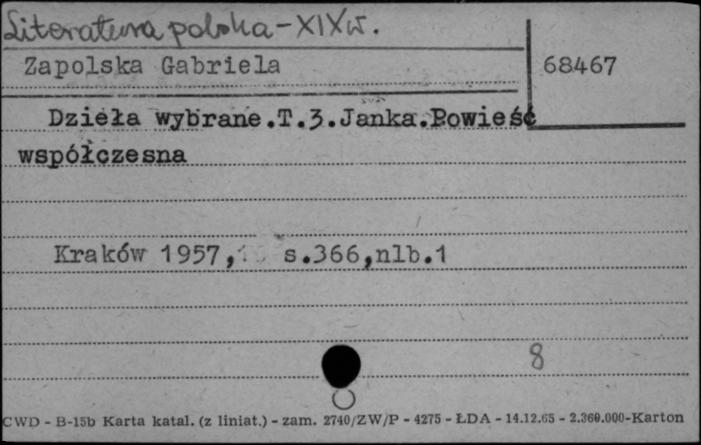 Literatura polska - XIX w.
Zapolska Gabriela
68467
Dzieła wybrane.T.3.Janka.Powieść
współczesna
Kraków 1957, s.366,nlb.1
8
CWD - B-15b Karta katal. (z liniat.) - zam. 2740/ZW/P - 4275 - ŁDA - 14.12.65 - 2.360.000-Karton